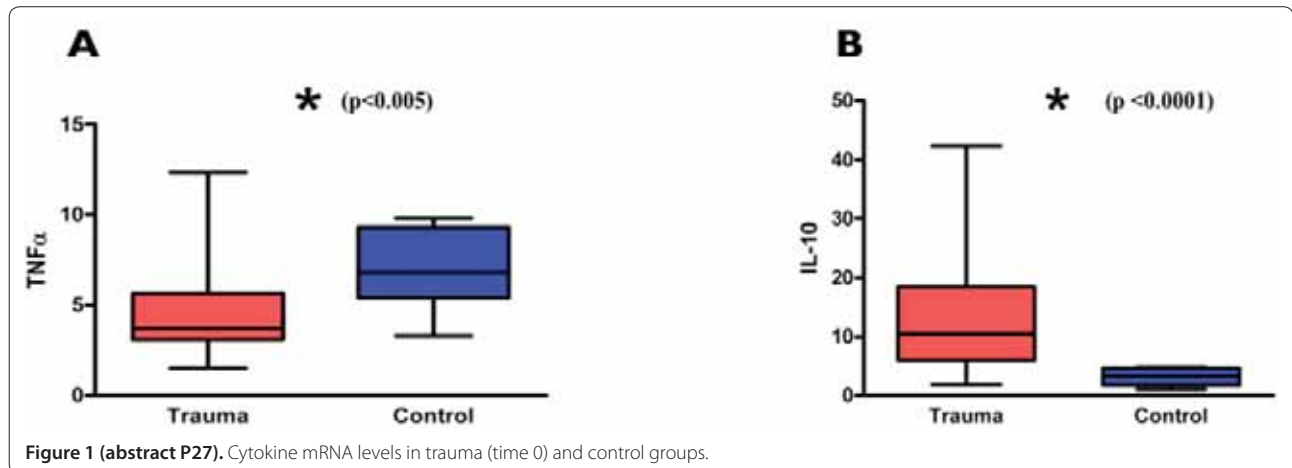 A
* (p<0.005)
15
10
5
0
TNFα
Trauma Control
B
* (p <0.0001)
50
40
30
20
10
0
IL-10
Trauma Control
Figure 1 (abstract P27). Cytokine mRNA levels in trauma (time 0) and control groups.